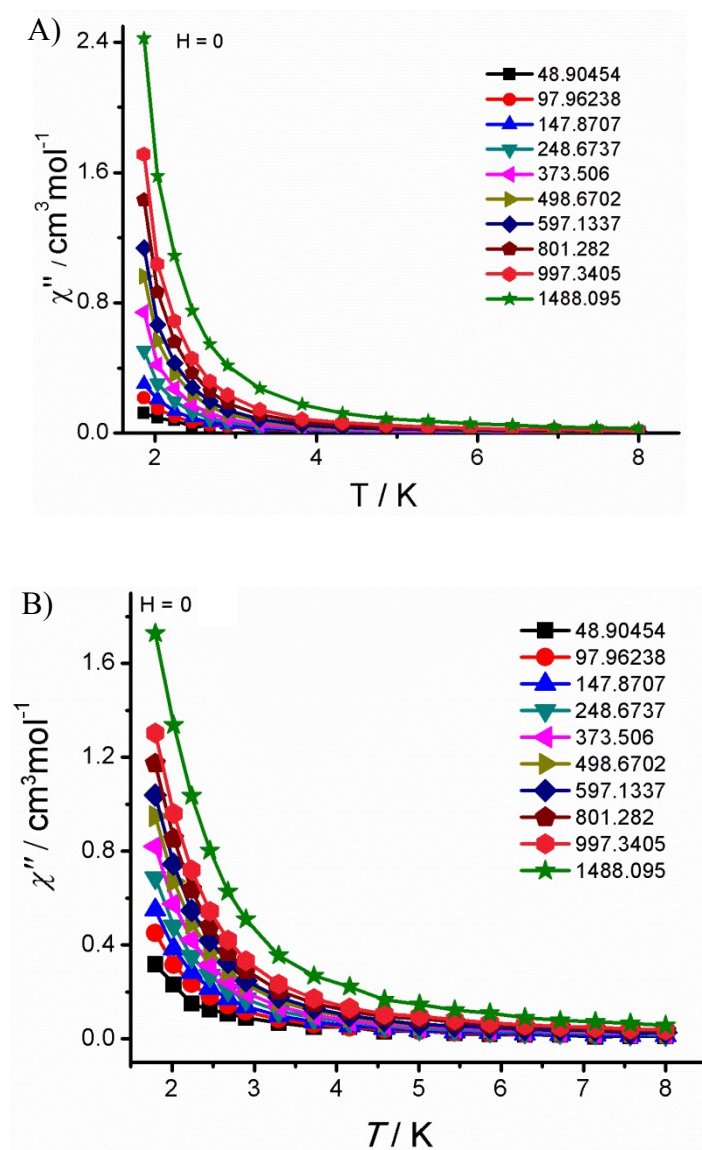 A)
H = 0
2.4
1.6
0.8
0.0
χ'' / cm³mol⁻¹
48.90454
97.96238
147.8707
248.6737
373.506
498.6702
597.1337
801.282
997.3405
1488.095
2 4 6 8
T / K
B)
H = 0
1.6
1.2
0.8
0.4
0.0
χ'' / cm³mol⁻¹
48.90454
97.96238
147.8707
248.6737
373.506
498.6702
597.1337
801.282
997.3405
1488.095
2 3 4 5 6 7 8
T / K